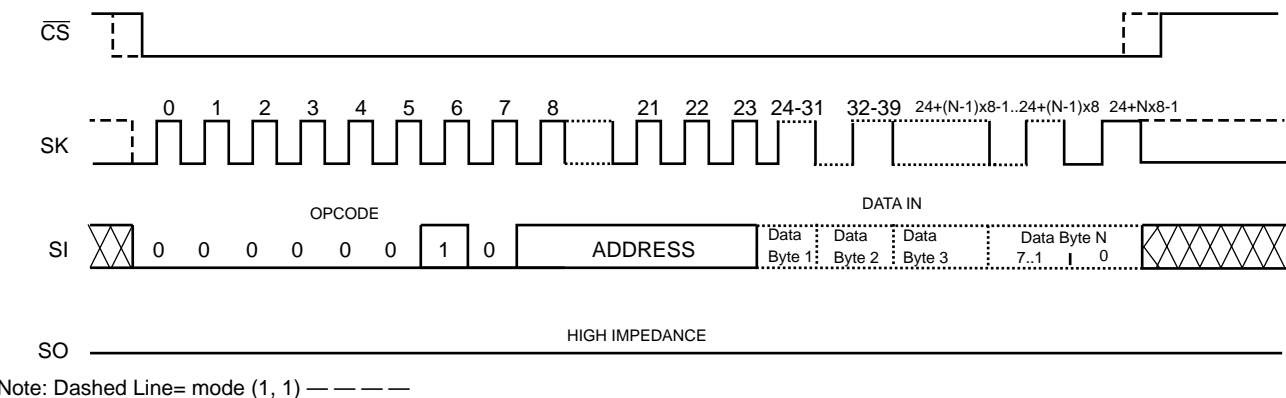 CS
0 1 2 3 4 5 6 7 8 21 22 23 24-31 32-39 24+(N-1)x8-1..24+(N-1)x8 24+Nx8-1
SK
OPCODE
DATA IN
SI
0 0 0 0 0 0 1 0 ADDRESS
Data Byte 1
Data Byte 2
Data Byte 3
Data Byte N
7..1 0
HIGH IMPEDANCE
SO
Note: Dashed Line= mode (1, 1) — — — —